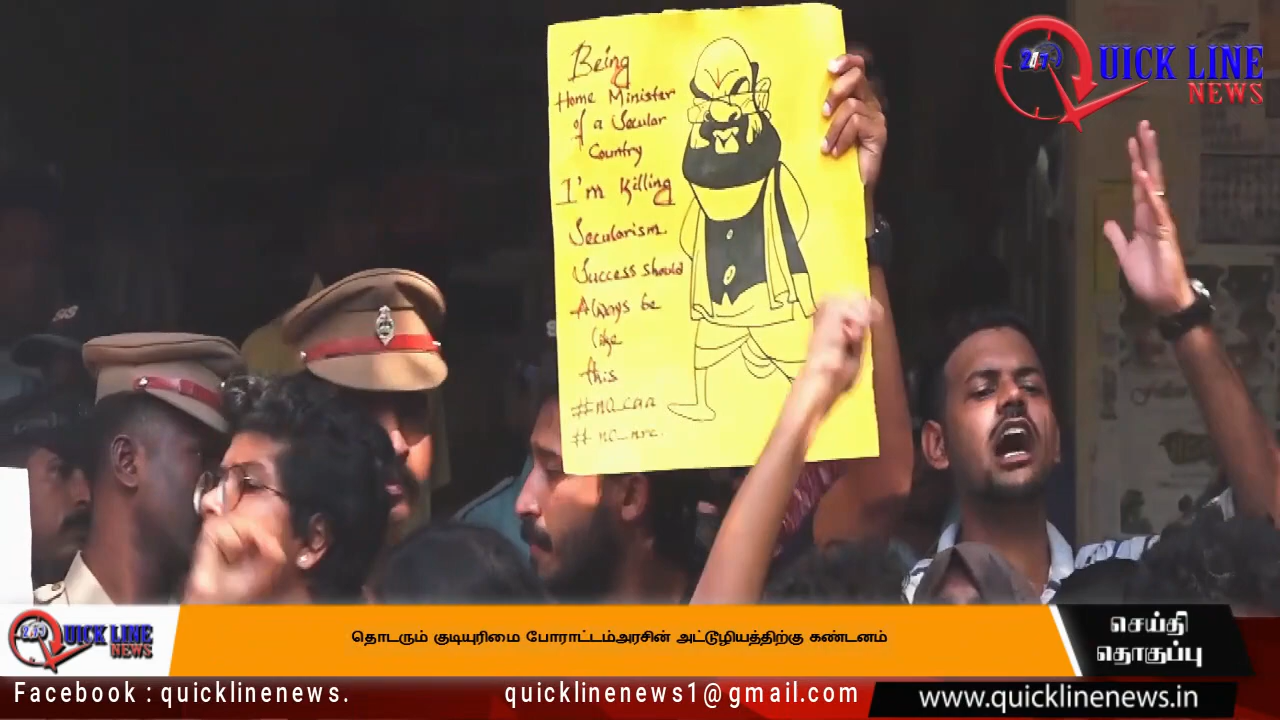 Being
Home Minister
of a Secular
Country
I'm killing
Secularism.
Success should
Always be
like
this
#no_caa
#no_nrc.
24x7 QUICK LINE
NEWS
QUICK LINE
NEWS
தொடரும் குடியுரிமை போராட்டம்அரசின் அட்டூழியத்திற்கு கண்டனம்
செய்தி
தொகுப்பு
Facebook : quicklinenews.
quicklinenews1@gmail.com
www.quicklinenews.in